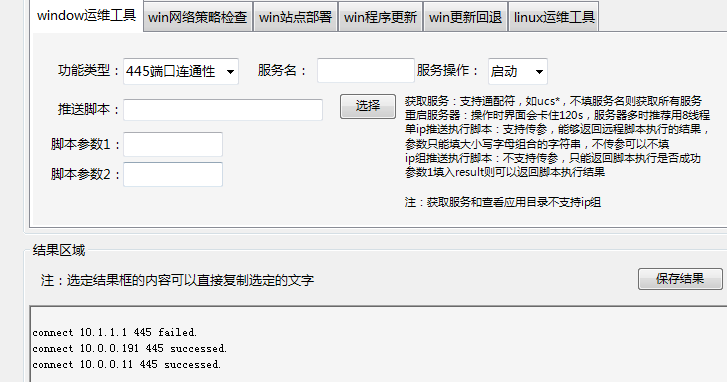 window运维工具 win网络策略检查 win站点部署 win程序更新 win更新回退 linux运维工具
功能类型： 445端口连通性 服务名： 服务操作： 启动
推送脚本： 选择
脚本参数1：
脚本参数2：
获取服务：支持通配符，如ucs*，不填服务名则获取所有服务
重启服务器：操作时界面会卡住120s，服务器多时推荐用8线程
单ip推送执行脚本：支持传参，能够返回远程脚本执行的结果，
参数只能填大小写字母组合的字符串，不传参可以不填
ip组推送执行脚本：不支持传参，只能返回脚本执行是否成功
参数1填入result则可以返回脚本执行结果
注：获取服务和查看应用目录不支持ip组
结果区域
注：选定结果框的内容可以直接复制选定的文字 保存结果
connect 10.1.1.1 445 failed.
connect 10.0.0.191 445 successed.
connect 10.0.0.11 445 successed.